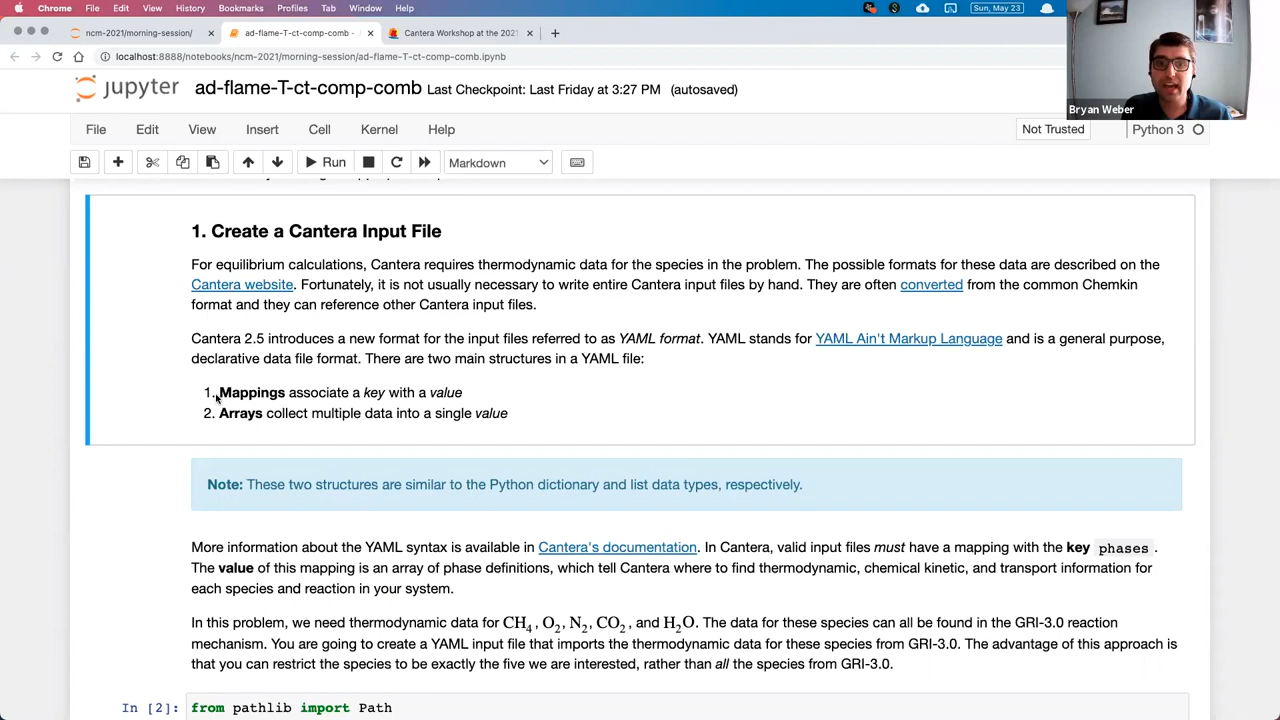 Chrome File Edit View History Bookmarks Profiles Tab Window Help Sun, May 23
ncm-2021/morning-session/ ad-flame-T-ct-comp-comb - Cantera Workshop at the 2021
localhost:8888/notebooks/ncm-2021/morning-session/ad-flame-T-ct-comp-comb.ipynb
jupyter ad-flame-T-ct-comp-comb Last Checkpoint: Last Friday at 3:27 PM (autosaved)
Bryan Weber
File Edit View Insert Cell Kernel Help Not Trusted Python 3
Run Markdown
1. Create a Cantera Input File
For equilibrium calculations, Cantera requires thermodynamic data for the species in the problem. The possible formats for these data are described on the
Cantera website. Fortunately, it is not usually necessary to write entire Cantera input files by hand. They are often converted from the common Chemkin
format and they can reference other Cantera input files.
Cantera 2.5 introduces a new format for the input files referred to as YAML format. YAML stands for YAML Ain't Markup Language and is a general purpose,
declarative data file format. There are two main structures in a YAML file:
1. Mappings associate a key with a value
2. Arrays collect multiple data into a single value
Note: These two structures are similar to the Python dictionary and list data types, respectively.
More information about the YAML syntax is available in Cantera's documentation. In Cantera, valid input files must have a mapping with the key phases.
The value of this mapping is an array of phase definitions, which tell Cantera where to find thermodynamic, chemical kinetic, and transport information for
each species and reaction in your system.
In this problem, we need thermodynamic data for CH4, O2, N2, CO2, and H2O. The data for these species can all be found in the GRI-3.0 reaction
mechanism. You are going to create a YAML input file that imports the thermodynamic data for these species from GRI-3.0. The advantage of this approach is
that you can restrict the species to be exactly the five we are interested, rather than all the species from GRI-3.0.
In [2]: from pathlib import Path